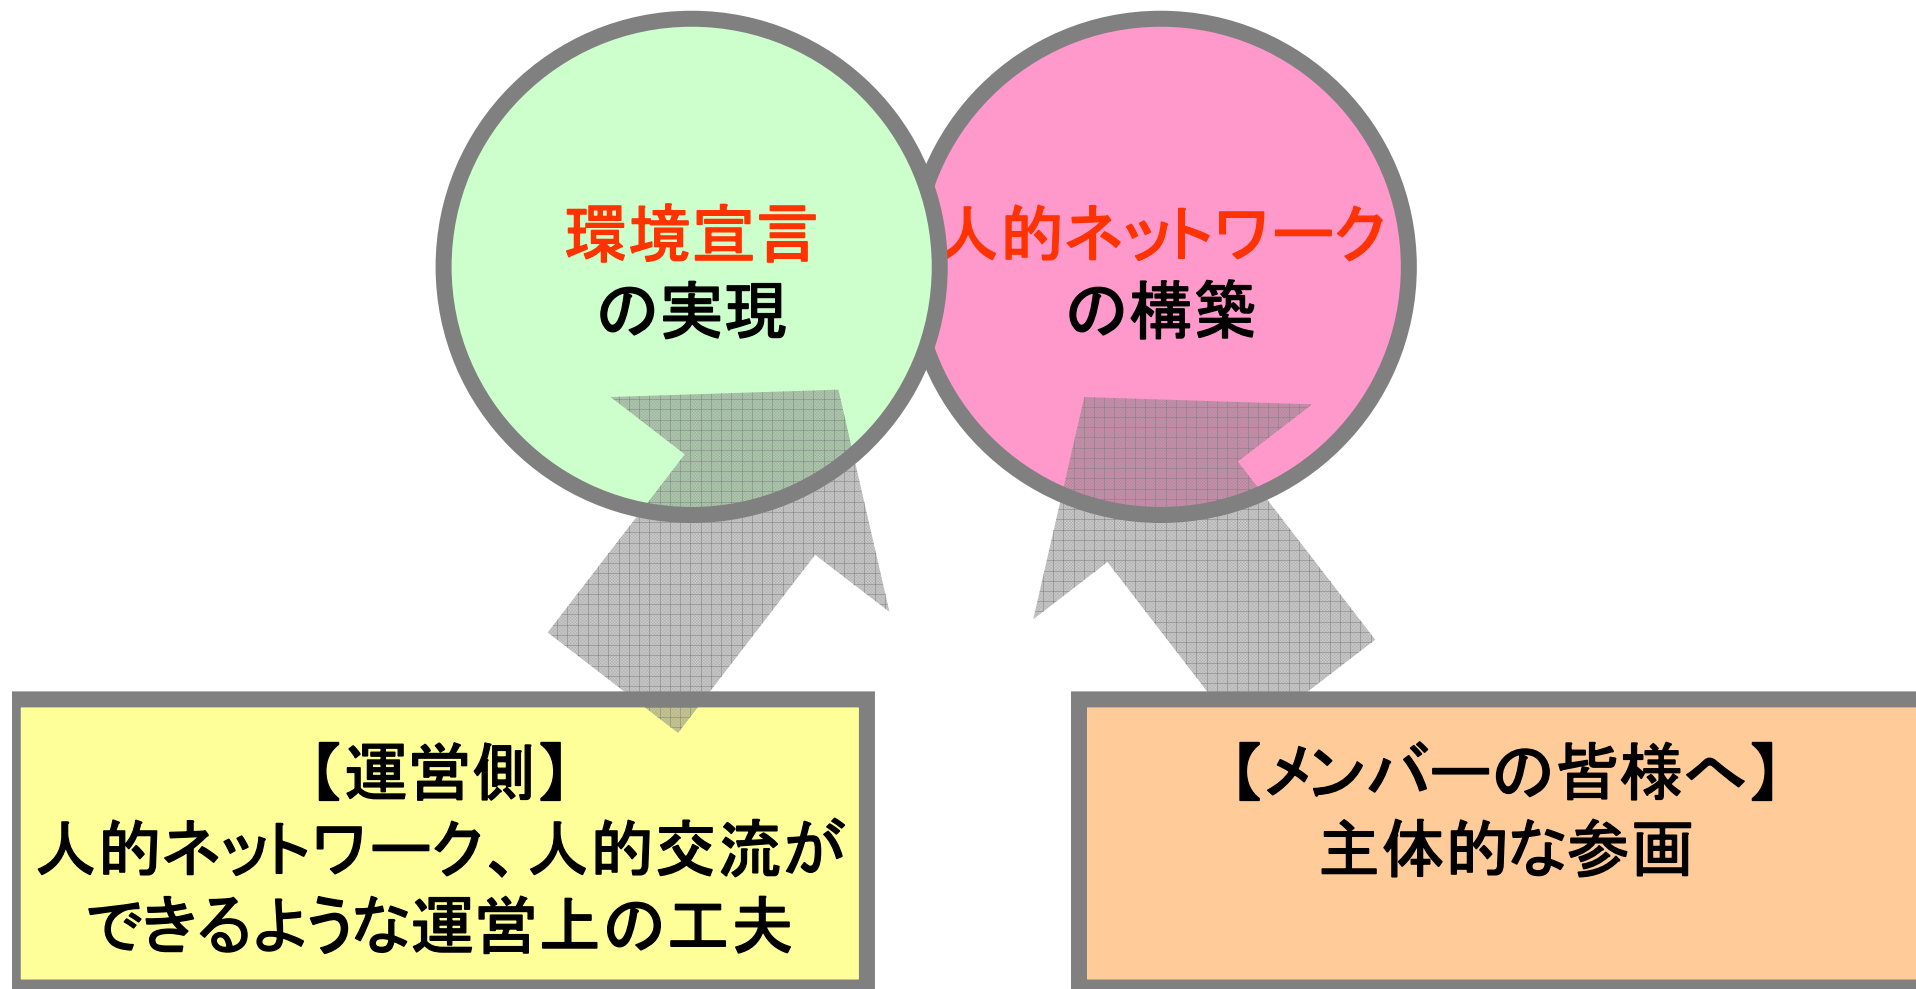 環境宣言
の実現
人的ネットワーク
の構築
【運営側】
人的ネットワーク、人的交流が
できるような運営上の工夫
【メンバーの皆様へ】
主体的な参画